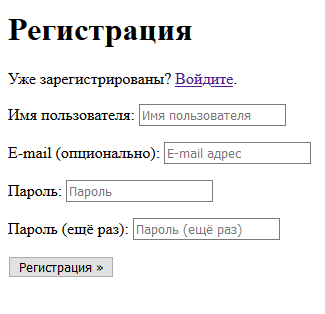 Регистрация
Уже зарегистрированы? Войдите.
Имя пользователя: Имя пользователя
E-mail (опционально): E-mail адрес
Пароль: Пароль
Пароль (ещё раз): Пароль (ещё раз)
Регистрация »